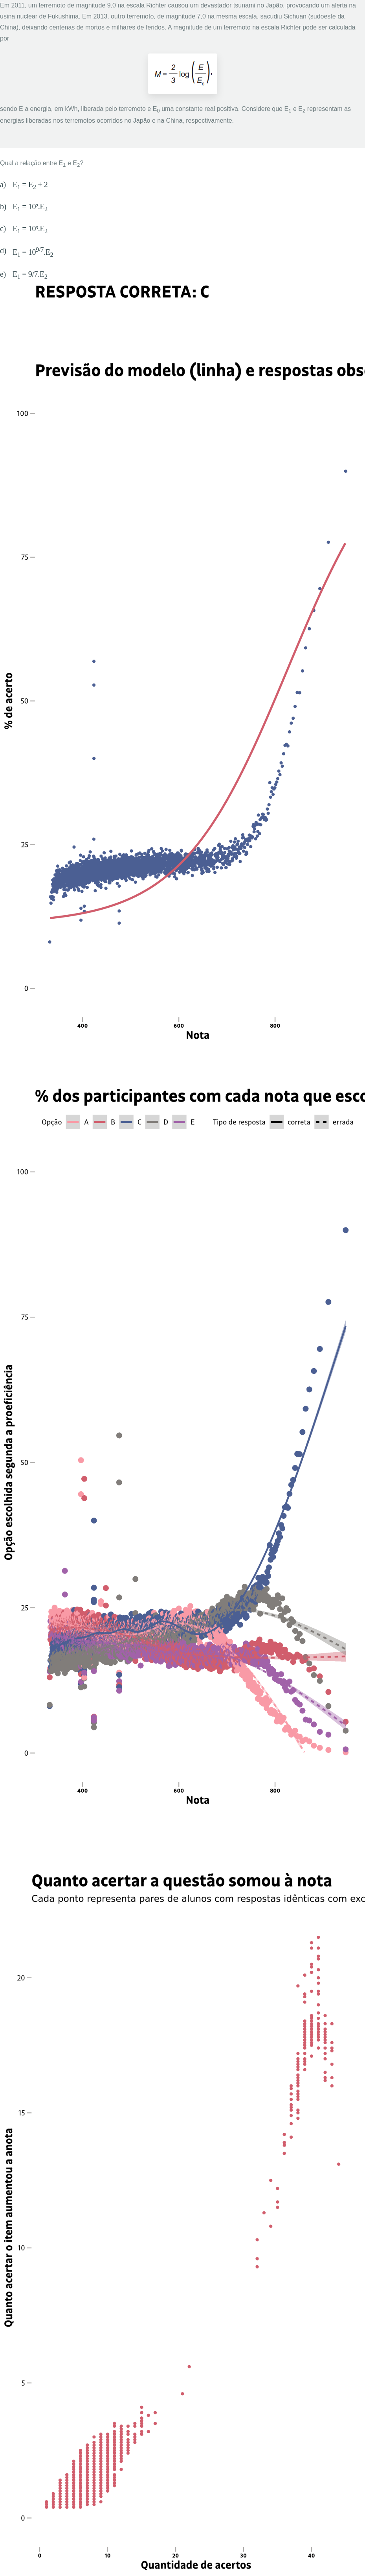 Em 2011, um terremoto de magnitude 9,0 na escala Richter causou um devastador tsunami no Japão, provocando um alerta na
usina nuclear de Fukushima. Em 2013, outro terremoto, de magnitude 7,0 na mesma escala, sacudiu Sichuan (sudoeste da
China), deixando centenas de mortos e milhares de feridos. A magnitude de um terremoto na escala Richter pode ser calculada
por
M = 2/3 log (E/E₀),
sendo E a energia, em kWh, liberada pelo terremoto e E₀ uma constante real positiva. Considere que E₁ e E₂ representam as
energias liberadas nos terremotos ocorridos no Japão e na China, respectivamente.
Qual a relação entre E₁ e E₂?
a) E₁ = E₂ + 2
b) E₁ = 10².E₂
c) E₁ = 10³.E₂
d) E₁ = 10^9/7.E₂
e) E₁ = 9/7.E₂
RESPOSTA CORRETA: C
Previsão do modelo (linha) e respostas obs
100
75
50
25
0
% de acerto
400 600 800
Nota
% dos participantes com cada nota que esco
Opção A B C D E Tipo de resposta correta errada
100
75
50
25
0
Opção escolhida segunda a proeficiência
400 600 800
Nota
Quanto acertar a questão somou à nota
Cada ponto representa pares de alunos com respostas idênticas com exc
20
15
10
5
0
Quanto acertar o item aumentou a anota
0 10 20 30 40
Quantidade de acertos